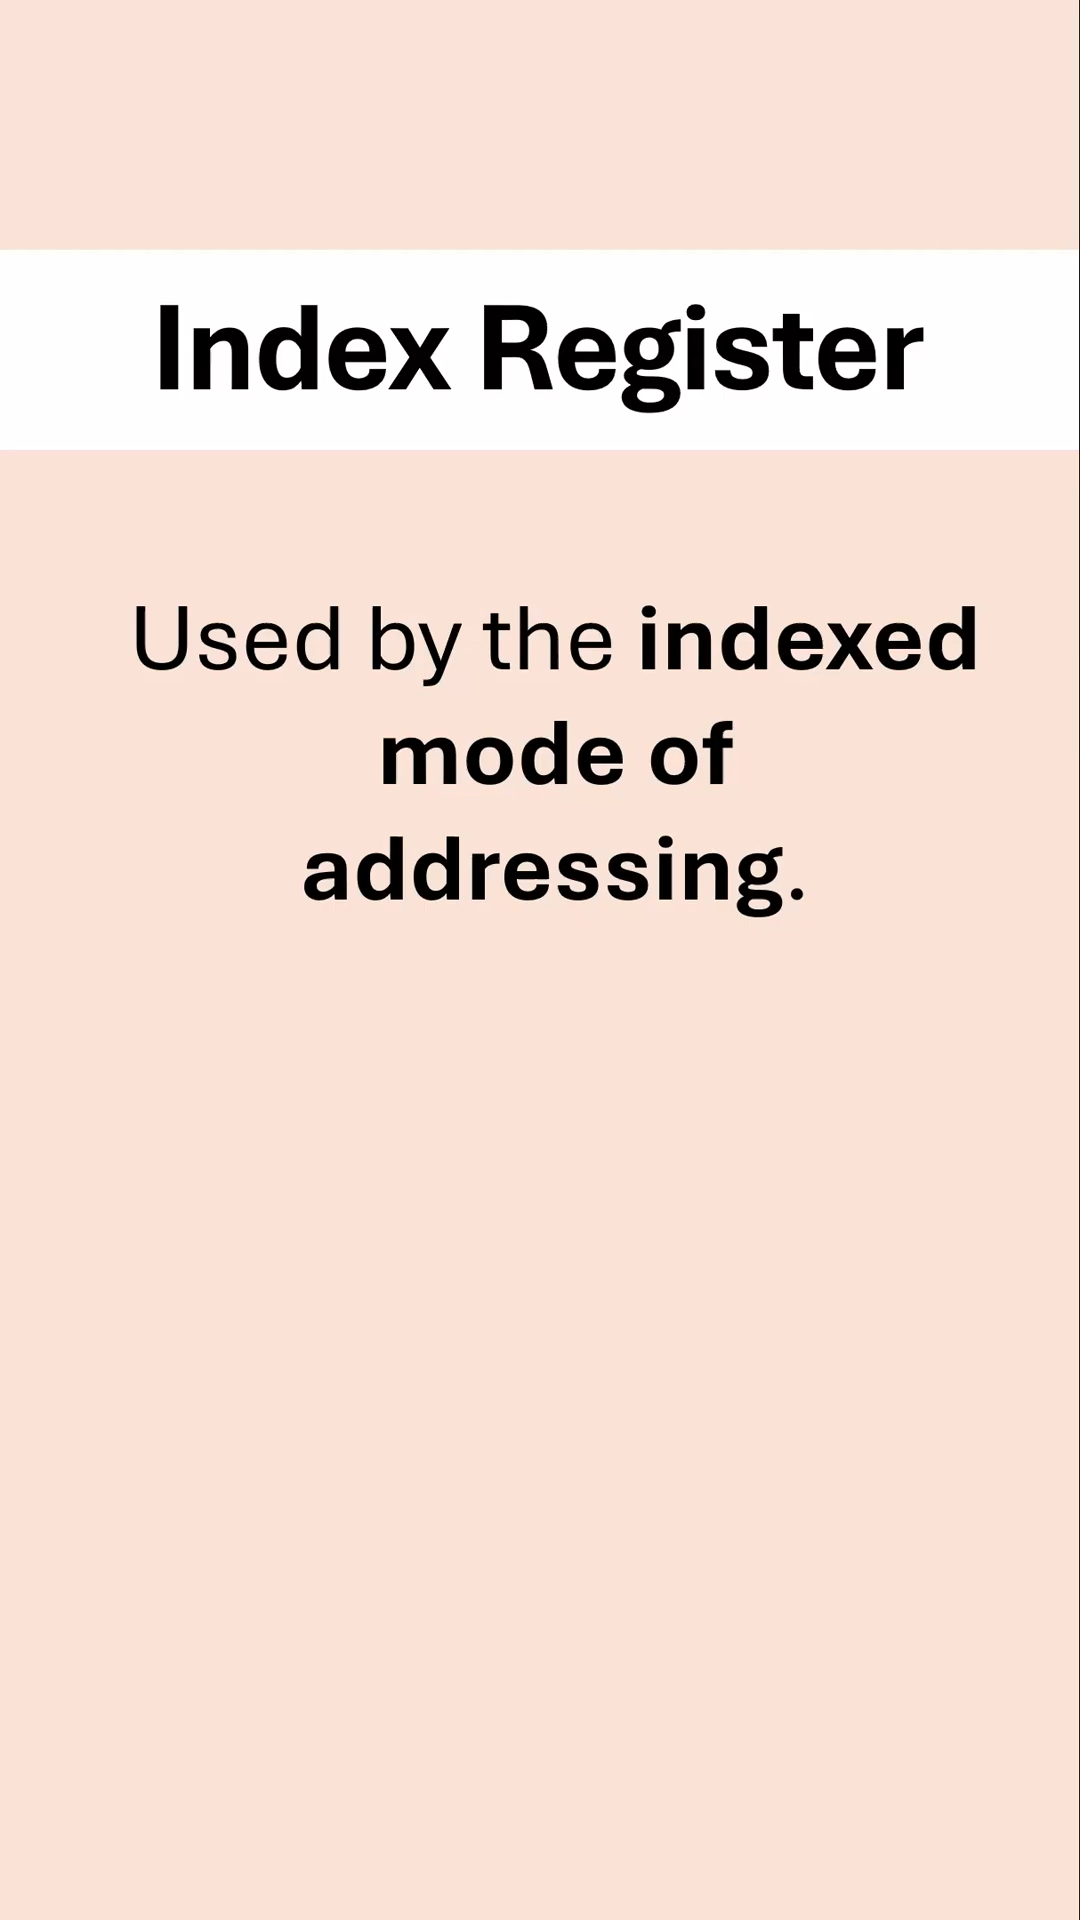 Index Register
Used by the indexed
mode of
addressing.